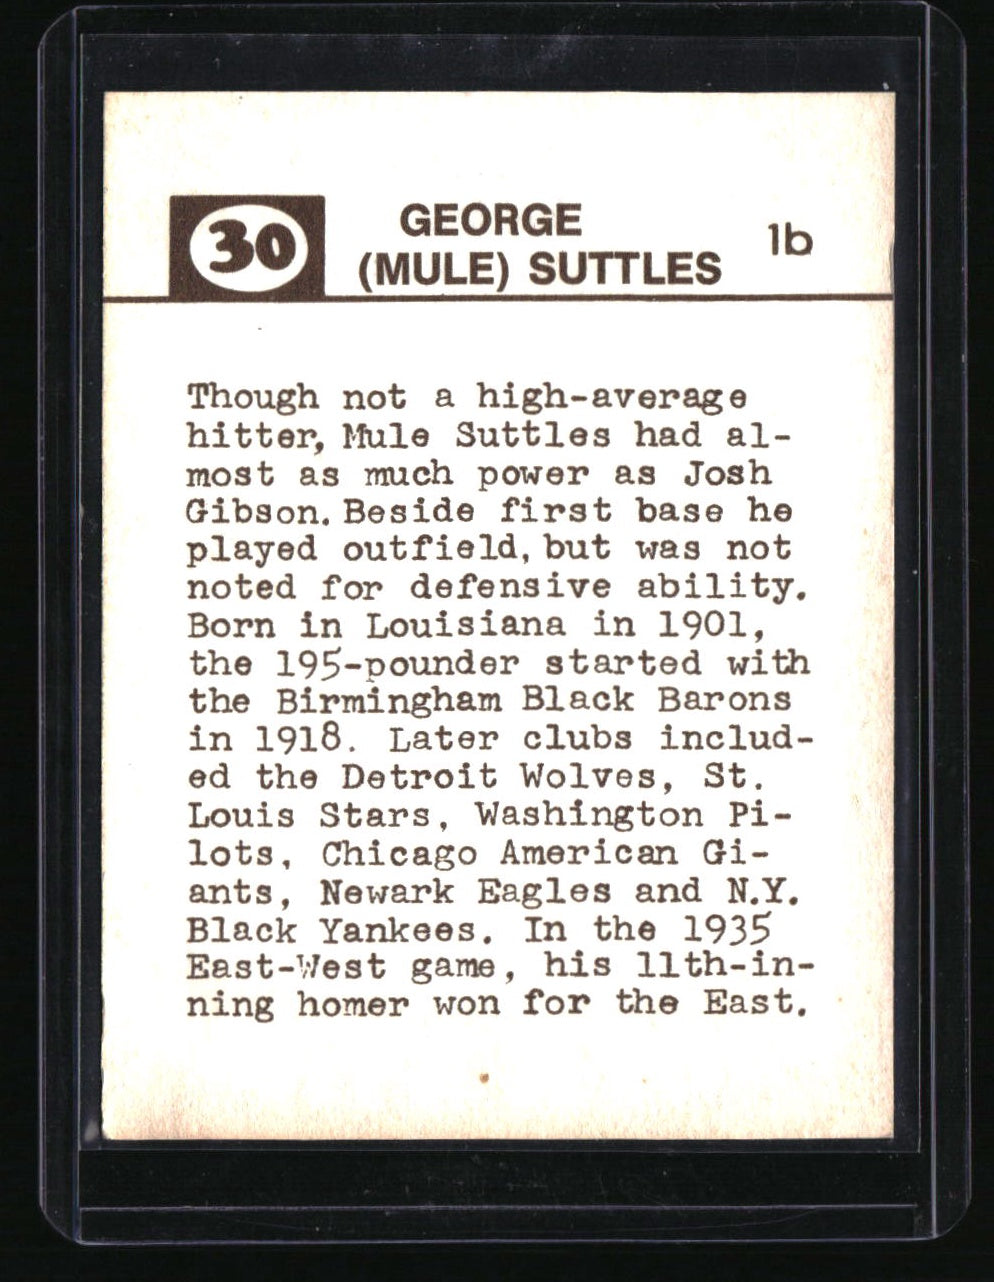 30
GEORGE
(MULE) SUTTLES
1b
Though not a high-average
hitter, Mule Suttles had al-
most as much power as Josh
Gibson. Beside first base he
played outfield, but was not
noted for defensive ability.
Born in Louisiana in 1901,
the 195-pounder started with
the Birmingham Black Barons
in 1918. Later clubs includ-
ed the Detroit Wolves, St.
Louis Stars, Washington Pi-
lots, Chicago American Gi-
ants, Newark Eagles and N.Y.
Black Yankees. In the 1935
East-West game, his 11th-in-
ning homer won for the East.